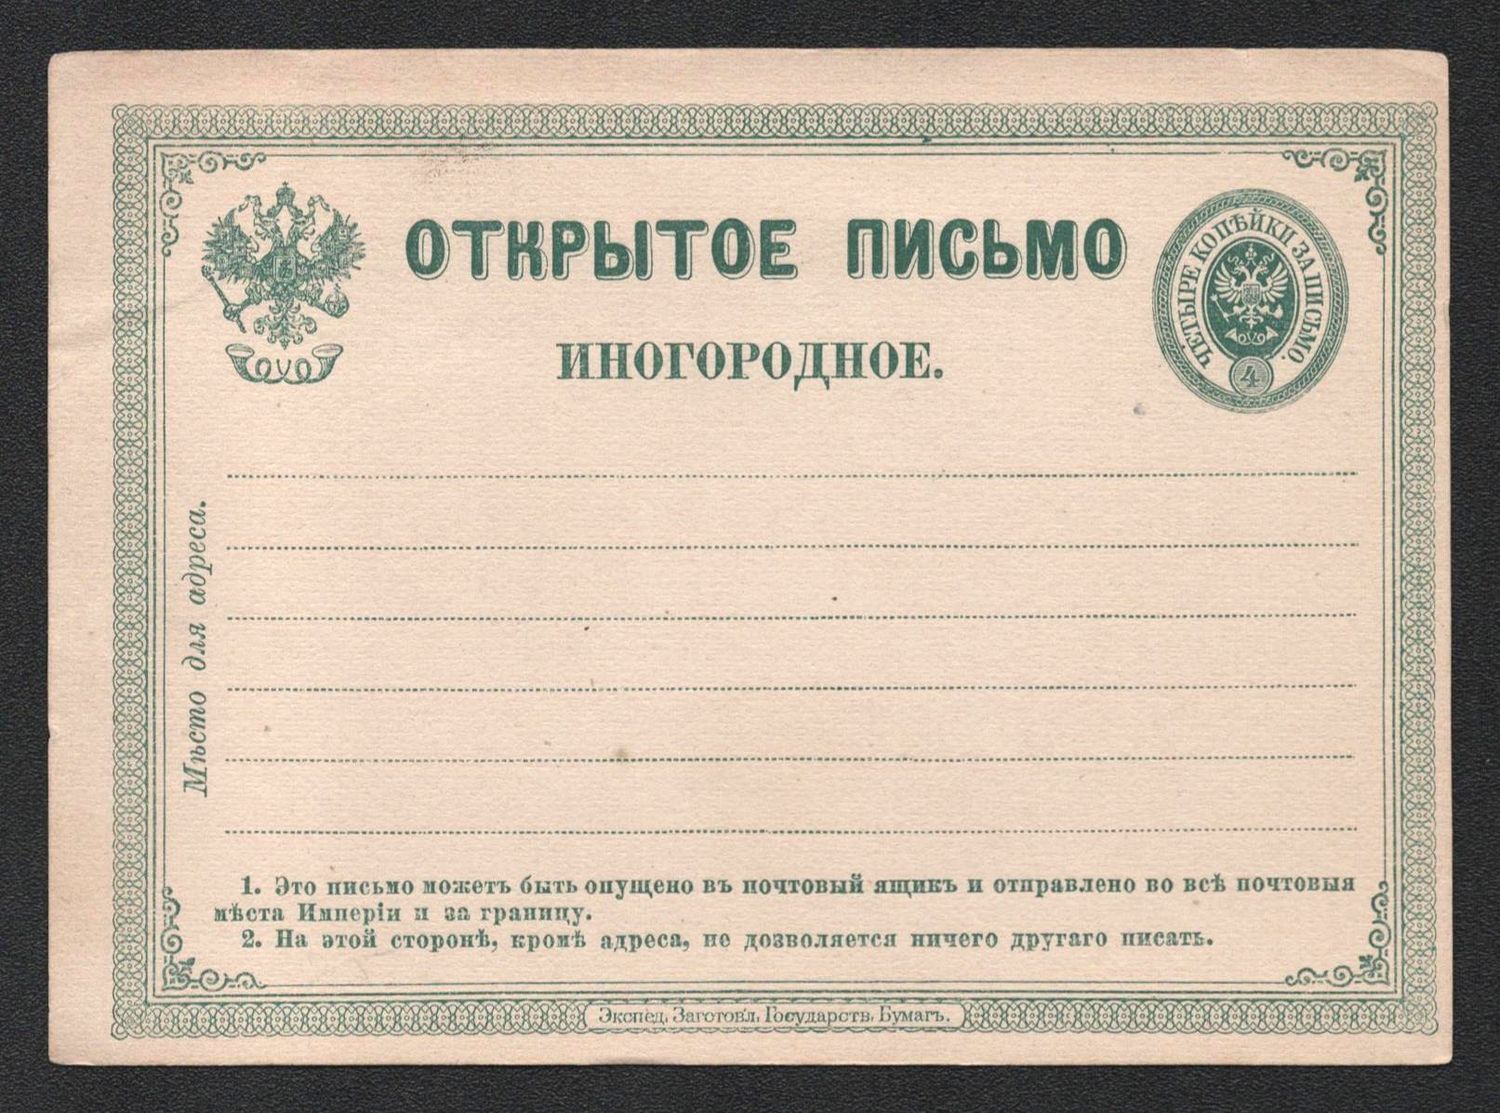 ОТКРЫТОЕ ПИСЬМО
ЧЕТЫРЕ КОПѢЙКИ ЗА ПИСЬМО.
4
ИНОГОРОДНОЕ.
Мѣсто для адреса.
1. Это письмо можетъ быть опущено въ почтовый ящикъ и отправлено во всѣ почтовыя
мѣста Имперіи и за границу.
2. На этой сторонѣ, кромѣ адреса, не дозволяется ничего другаго писать.
Экспед. Заготовл. Государств. Бумагъ.